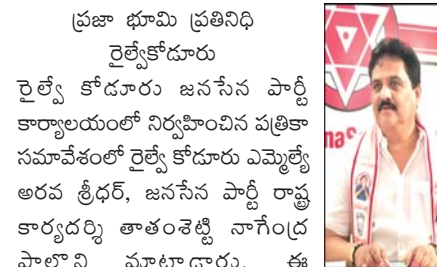 ప్రజా భూమి ప్రతినిధి
రైల్వేకోడూరు
రైల్వే కోడూరు జనసేన పార్టీ
కార్యాలయంలో నిర్వహించిన పత్రికా
సమావేశంలో రైల్వే కోడూరు ఎమ్మెల్యే
అరవ శ్రీధర్, జనసేన పార్టీ రాష్ట్ర
కార్యదర్శి తాతంశెట్టి నాగేంద్ర
పాల్గొని మాట్లాడారు. ఈ